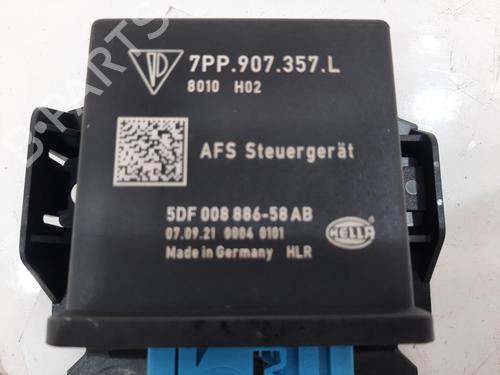 7PP.907.357.L
8010 H02
AFS Steuergerät
5DF 008 886-58 AB
07.09.21 0004 0101
Made in Germany HLR
HELLA
B-PARTS